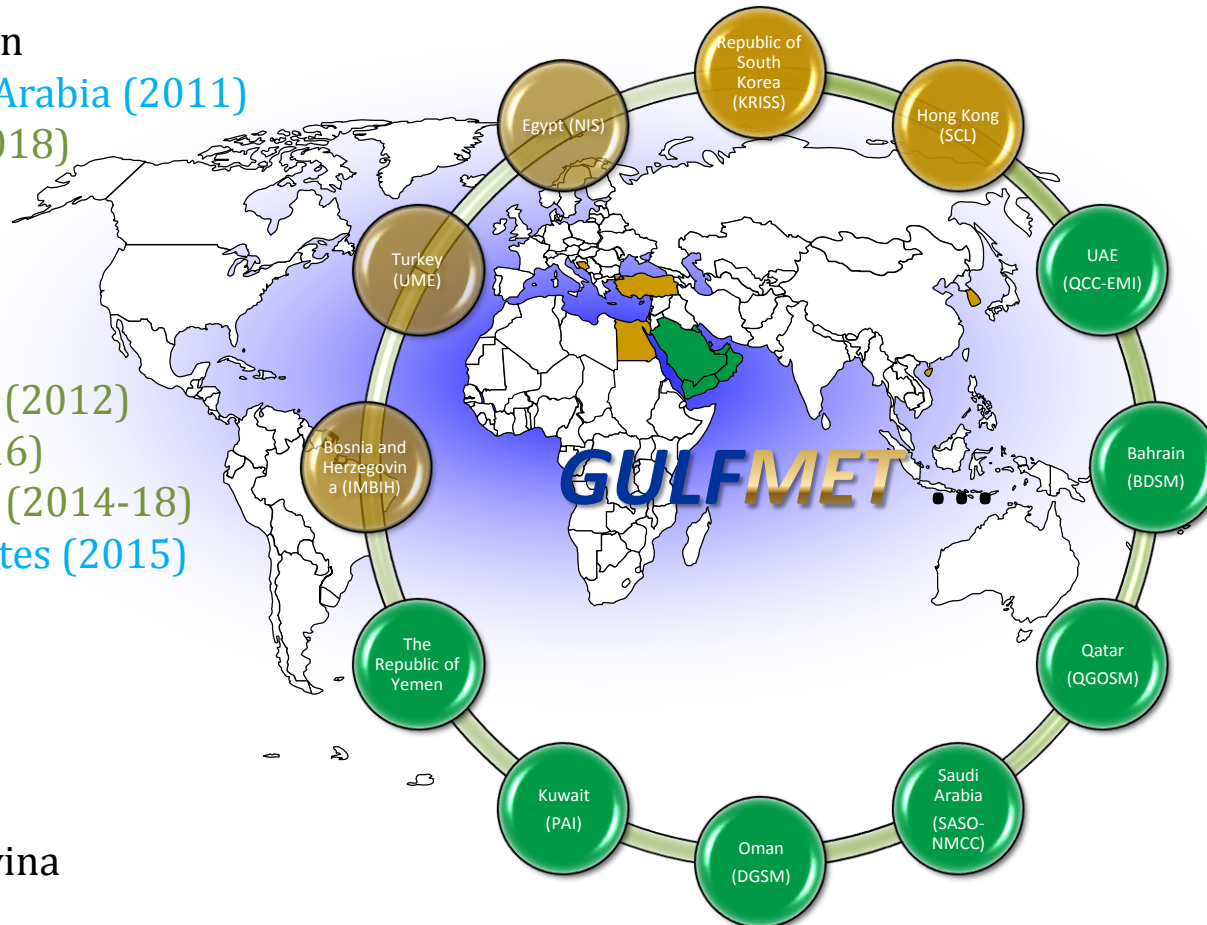 n
Arabia (2011)
018)
(2012)
16)
(2014-18)
tes (2015)
vina
Republic of
South
Korea
(KRISS)
Hong Kong
(SCL)
UAE
(QCC-EMI)
Bahrain
(BDSM)
Qatar
(QGOSM)
Saudi
Arabia
(SASO-
NMCC)
Oman
(DGSM)
Kuwait
(PAI)
The
Republic of
Yemen
Bosnia and
Herzegovin
a (IMBIH)
Turkey
(UME)
Egypt (NIS)
GULFMET ...